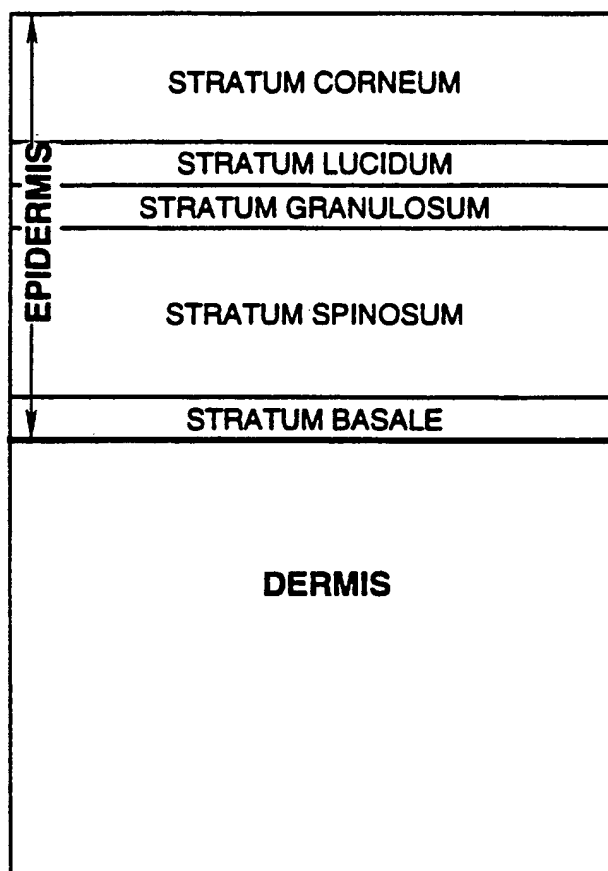 STRATUM CORNEUM
STRATUM LUCIDUM
STRATUM GRANULOSUM
EPIDERMIS
STRATUM SPINOSUM
STRATUM BASALE
DERMIS